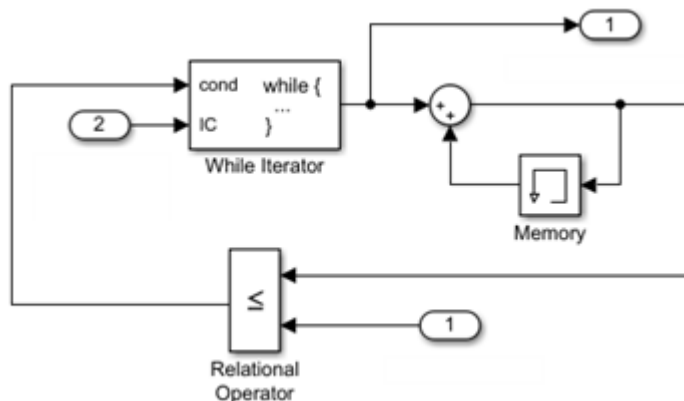 1
cond while {
...
2
IC }
While Iterator
+
+
Memory
≤
1
Relational
Operator